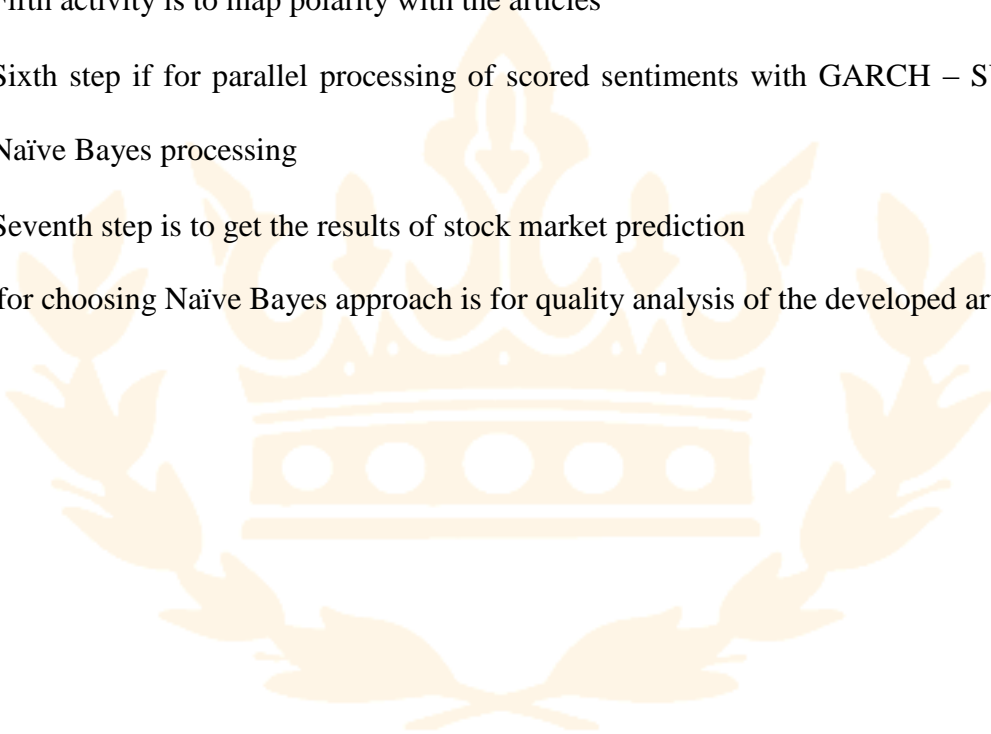 Fifth activity is to map polarity with the articles
Sixth step if for parallel processing of scored sentiments with GARCH – S
Naïve Bayes processing
Seventh step is to get the results of stock market prediction
for choosing Naïve Bayes approach is for quality analysis of the developed ar